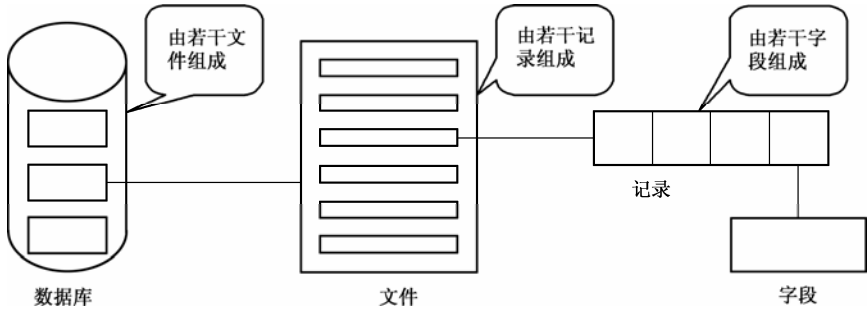 由若干文
件组成
由若干记
录组成
由若干字
段组成
记录
数据库
文件
字段